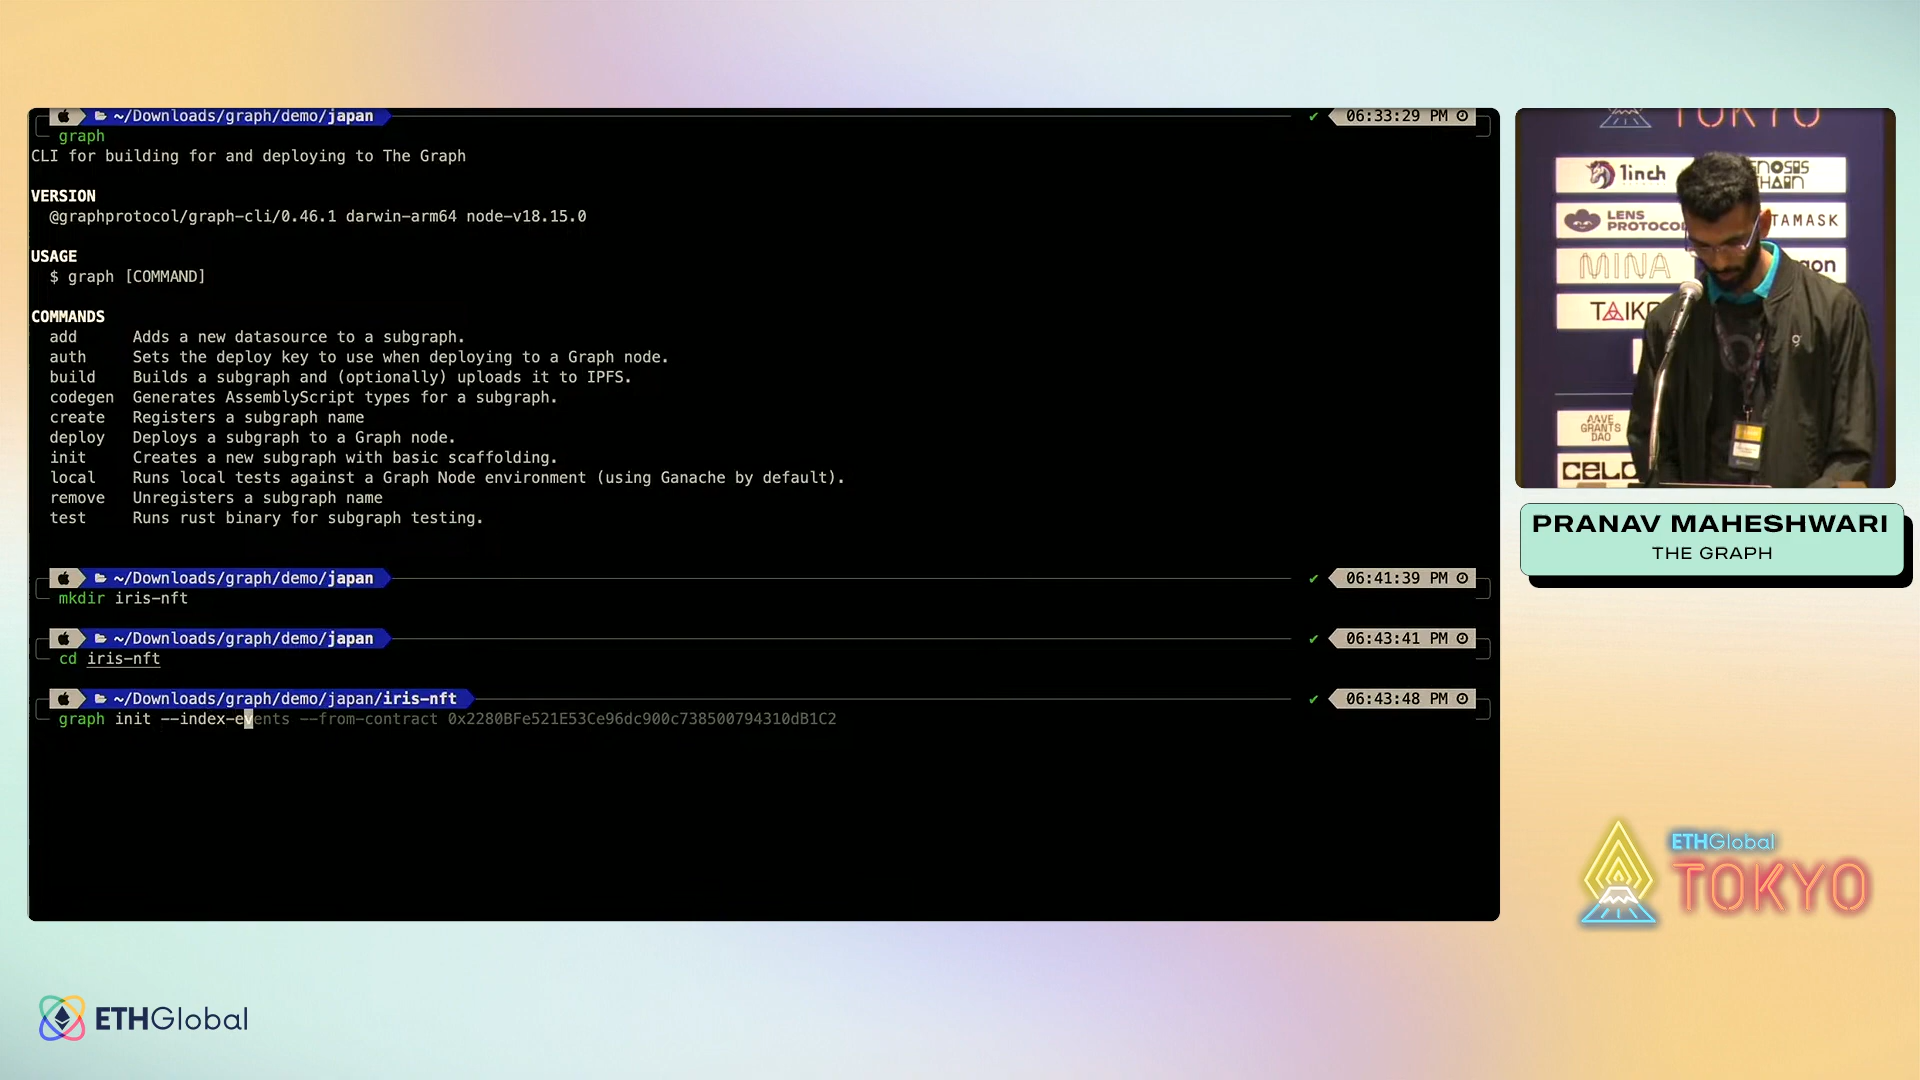 ~/Downloads/graph/demo/japan ✔ 06:33:29 PM
graph
CLI for building for and deploying to The Graph
VERSION
@graphprotocol/graph-cli/0.46.1 darwin-arm64 node-v18.15.0
USAGE
$ graph [COMMAND]
COMMANDS
add Adds a new datasource to a subgraph.
auth Sets the deploy key to use when deploying to a Graph node.
build Builds a subgraph and (optionally) uploads it to IPFS.
codegen Generates AssemblyScript types for a subgraph.
create Registers a subgraph name
deploy Deploys a subgraph to a Graph node.
init Creates a new subgraph with basic scaffolding.
local Runs local tests against a Graph Node environment (using Ganache by default).
remove Unregisters a subgraph name
test Runs rust binary for subgraph testing.
~/Downloads/graph/demo/japan ✔ 06:41:39 PM
mkdir iris-nft
~/Downloads/graph/demo/japan ✔ 06:43:41 PM
cd iris-nft
~/Downloads/graph/demo/japan/iris-nft ✔ 06:43:48 PM
graph init --index-events --from-contract 0x2280BFe521E53Ce96dc900c738500794310dB1C2
TOKYO
1inch
LENS
PROTOCOL
TAMASK
MINA
gon
TAIKO
AAVE
GRANTS
DAO
CELO
PRANAV MAHESHWARI
THE GRAPH
ETHGlobal
TOKYO
ETHGlobal